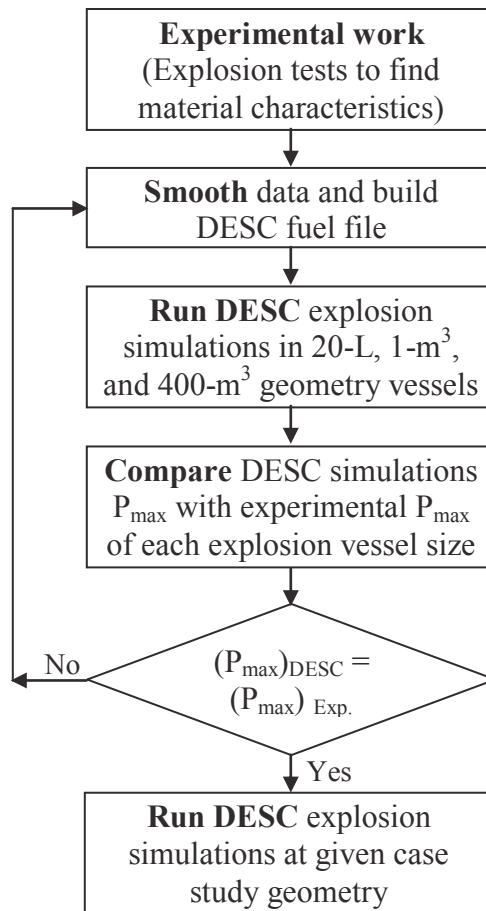 Experimental work
(Explosion tests to find
material characteristics)
Smooth data and build
DESC fuel file
Run DESC explosion
simulations in 20-L, 1-m³,
and 400-m³ geometry vessels
Compare DESC simulations
Pmax with experimental Pmax
of each explosion vessel size
(Pmax)DESC =
(Pmax) Exp.
No
Yes
Run DESC explosion
simulations at given case
study geometry